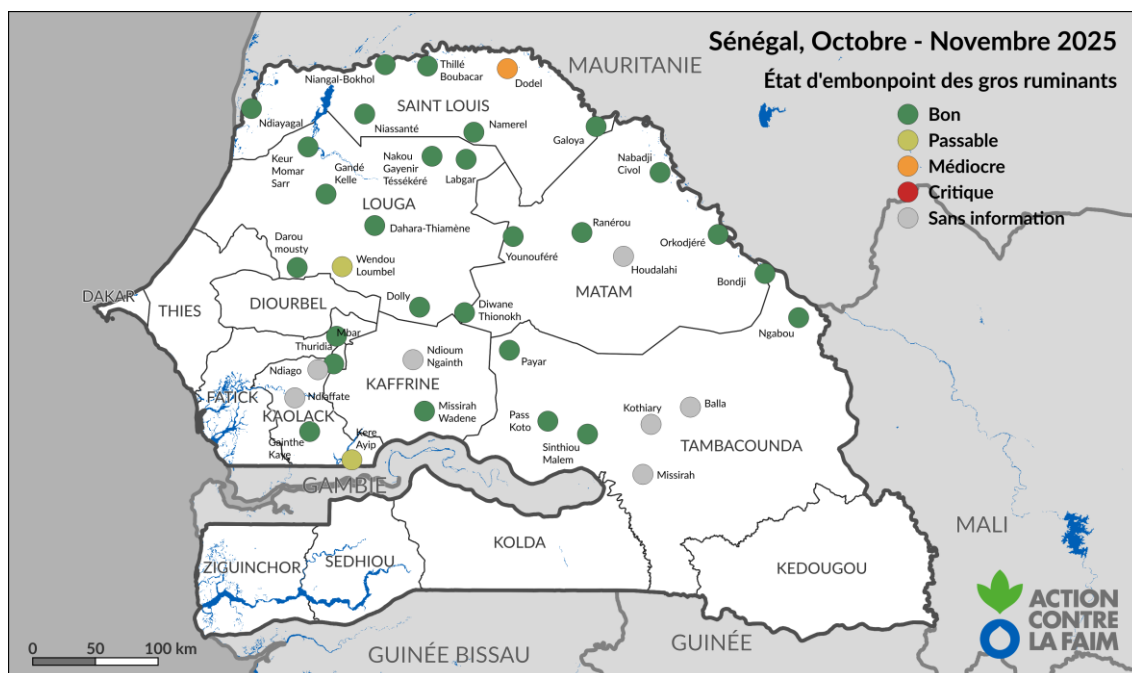 Sénégal, Octobre - Novembre 2025
État d'embonpoint des gros ruminants
Bon
Passable
Médiocre
Critique
Sans information
MAURITANIE
Niangal-Bokhol
Thillé
Boubacar
Dodel
SAINT LOUIS
Ndiayagal
Niassanté
Namerel
Galoya
Keur
Momar
Sarr
Gandé
Kelle
Nakou
Gayenir
Téssékéré
Labgar
Nabadji
Civol
LOUGA
Dahara-Thiamène
Ranérou
Younouféré
Orkodjéré
Houdalahi
Darou
mousty
Wendou
Loumbel
Bondji
MATAM
DAKAR
THIES
DIOURBEL
Dolly
Diwane
Thionokh
Ngabou
Mbar
Thuridia
Ndiago
Ndioum
Ngainth
Payar
KAFFRINE
FATICK
Ndiaffate
KAOLACK
Missirah
Wadene
Pass
Koto
Kothiary
Balla
TAMBACOUNDA
Gainthe
Kaye
Kere
Ayip
Sinthiou
Malem
Missirah
GAMBIE
MALI
KOLDA
ZIGUINCHOR
SEDHIOU
KEDOUGOU
GUINÉE BISSAU
GUINÉE
0 50 100 km
ACTION
CONTRE
LA FAIM